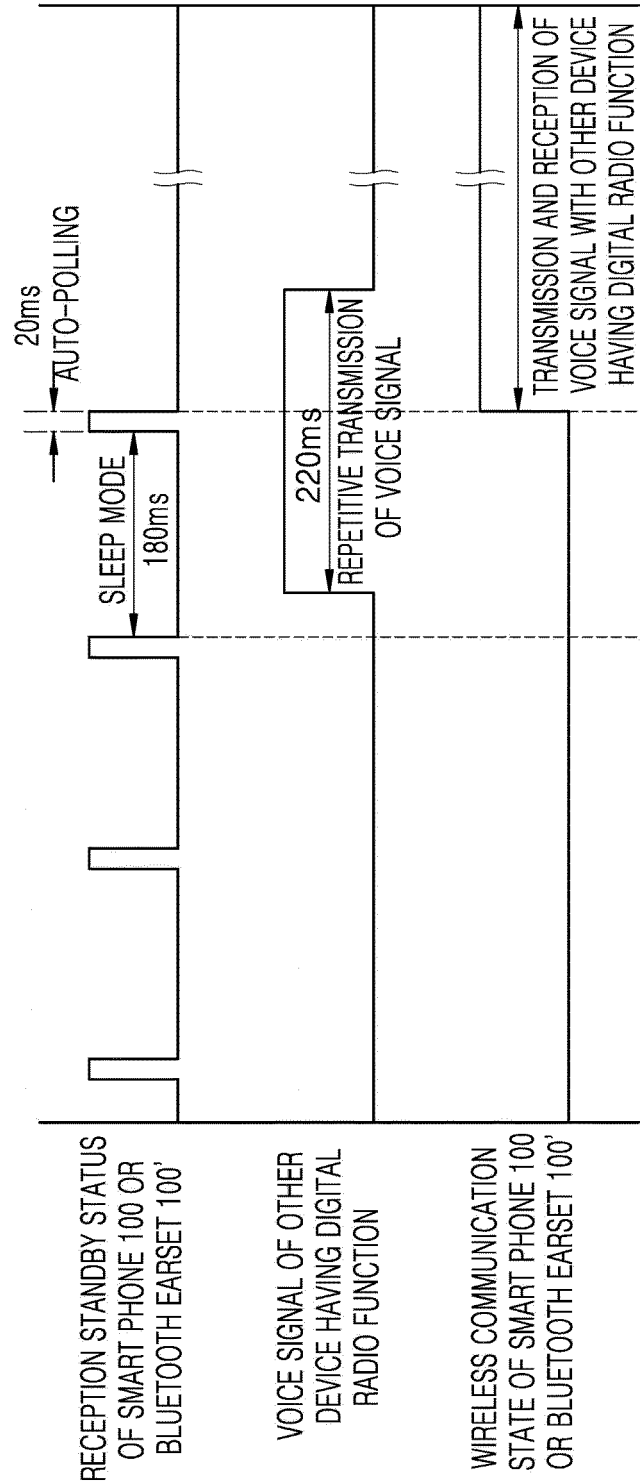 RECEPTION STANDBY STATUS
OF SMART PHONE 100 OR
BLUETOOTH EARSET 100'
SLEEP MODE
180ms
20ms
AUTO-POLLING
VOICE SIGNAL OF OTHER
DEVICE HAVING DIGITAL
RADIO FUNCTION
220ms
REPETITIVE TRANSMISSION
OF VOICE SIGNAL
WIRELESS COMMUNICATION
STATE OF SMART PHONE 100
OR BLUETOOTH EARSET 100'
TRANSMISSION AND RECEPTION OF
VOICE SIGNAL WITH OTHER DEVICE
HAVING DIGITAL RADIO FUNCTION